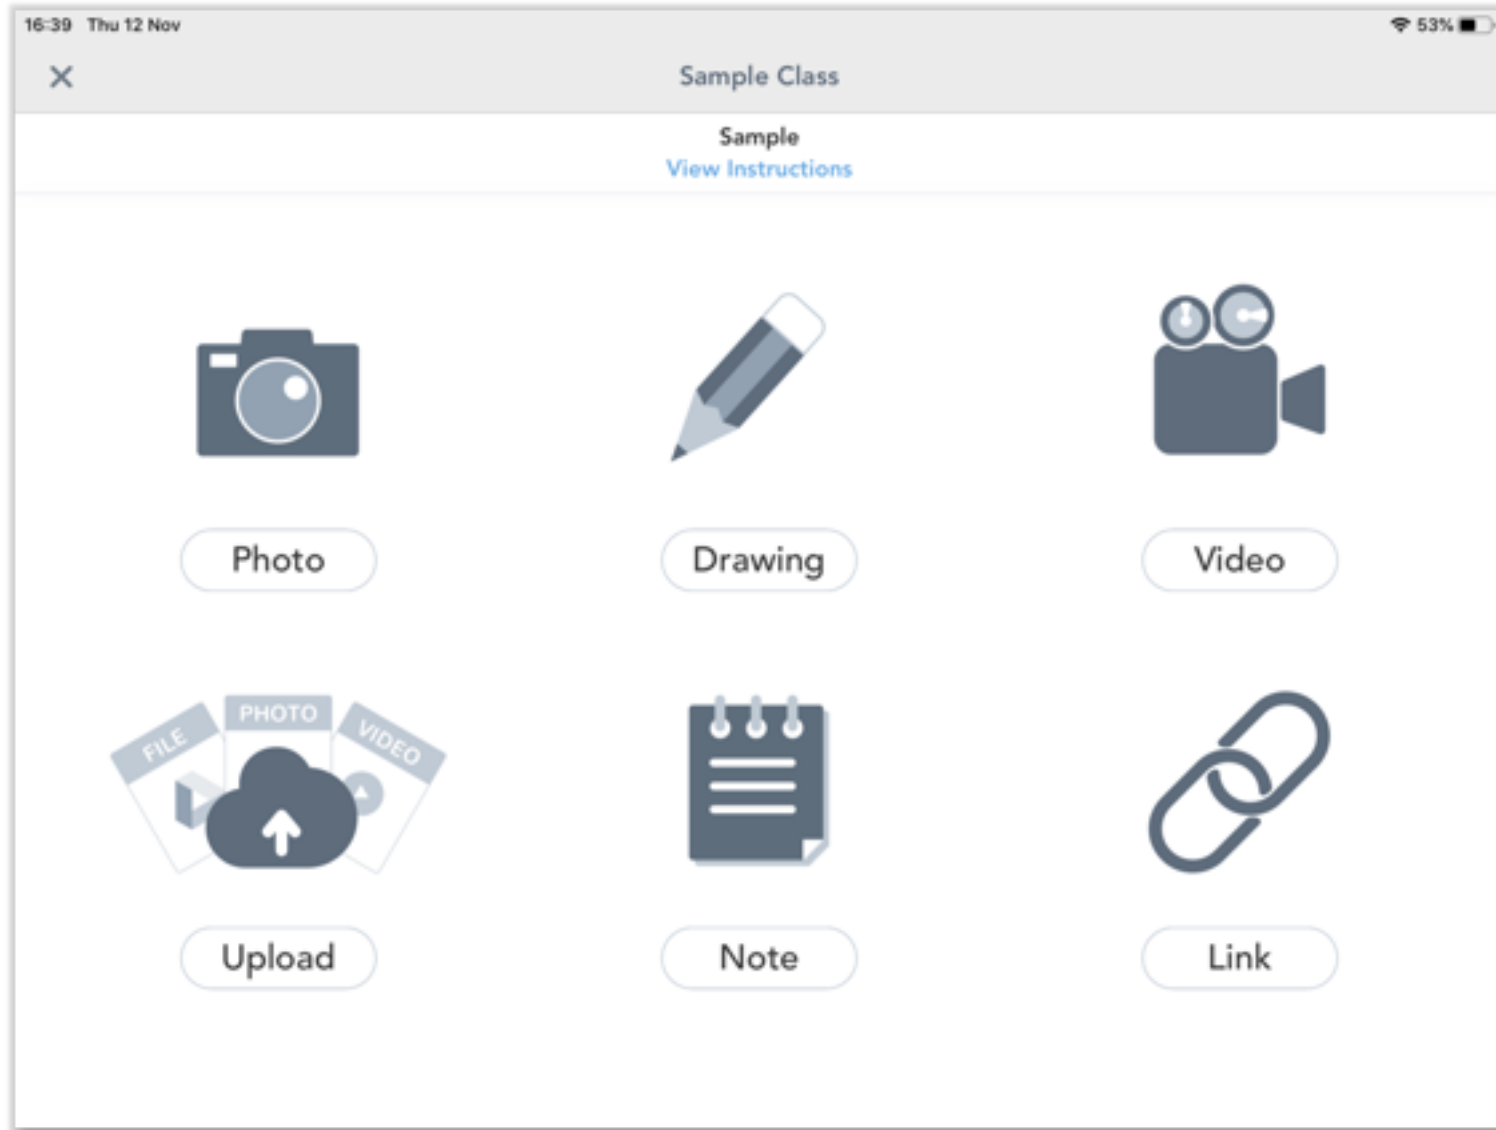 16:39 Thu 12 Nov 53%
Sample Class
Sample
View Instructions
Photo Drawing Video
FILE PHOTO VIDEO
Upload Note Link